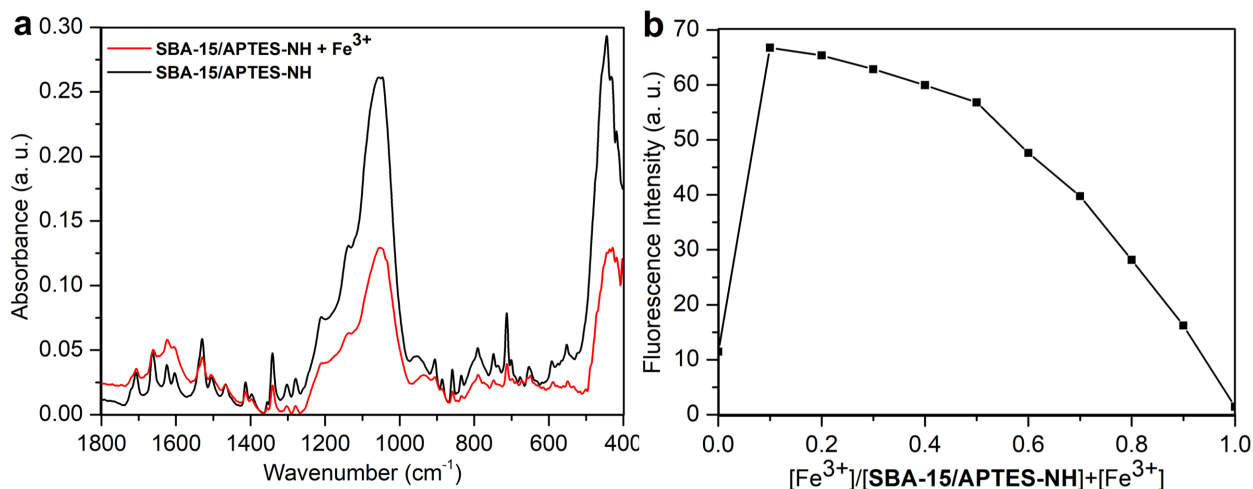 a
0.30
0.25
0.20
0.15
0.10
0.05
0.00
Absorbance (a. u.)
SBA-15/APTES-NH + Fe³⁺
SBA-15/APTES-NH
1800 1600 1400 1200 1000 800 600 400
Wavenumber (cm⁻¹)
b
70
60
50
40
30
20
10
0
Fluorescence Intensity (a. u.)
0.0 0.2 0.4 0.6 0.8 1.0
[Fe³⁺]/[SBA-15/APTES-NH]+[Fe³⁺]